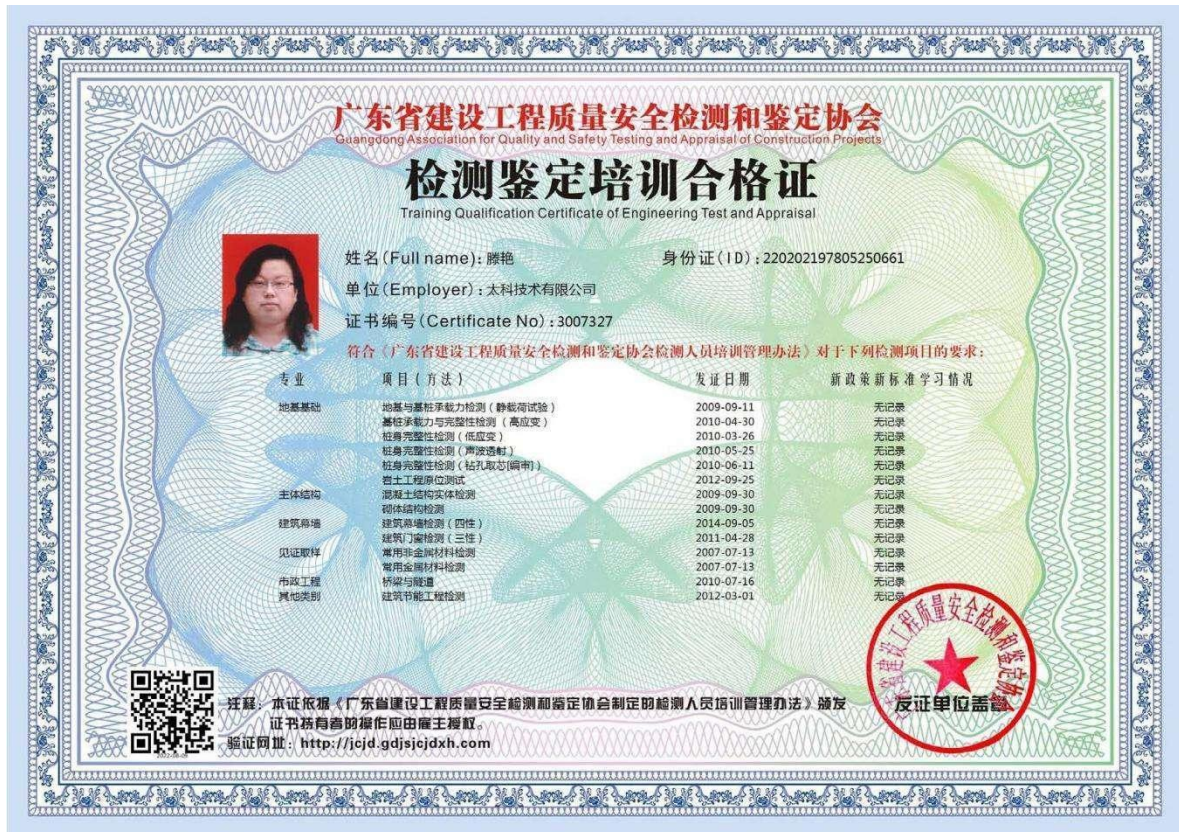 广东省建设工程质量安全检测和鉴定协会
Guangdong Association for Quality and Safety Testing and Appraisal of Construction Projects
检测鉴定培训合格证
Training Qualification Certificate of Engineering Test and Appraisal
姓名(Full name): 滕艳 身份证(ID): 220202197805250661
单位(Employer): 太科技术有限公司
证书编号(Certificate No): 3007327
符合《广东省建设工程质量安全检测和鉴定协会检测人员培训管理办法》对于下列检测项目的要求:
专业 项目(方法) 发证日期 新政策新标准学习情况
地基基础 地基与基桩承载力检测(静载荷试验) 2009-09-11 无记录
基桩承载力与完整性检测(高应变) 2010-04-30 无记录
桩身完整性检测(低应变) 2010-03-26 无记录
桩身完整性检测(声波透射) 2010-05-25 无记录
桩身完整性检测(钻孔取芯[编审]) 2010-06-11 无记录
岩土工程原位测试 2012-09-25 无记录
主体结构 混凝土结构实体检测 2009-09-30 无记录
砌体结构检测 2009-09-30 无记录
建筑幕墙 建筑幕墙检测(四性) 2014-09-05 无记录
建筑门窗检测(三性) 2011-04-28 无记录
见证取样 常用非金属材料检测 2007-07-13 无记录
常用金属材料检测 2007-07-13 无记录
市政工程 桥梁与隧道 2010-07-16 无记录
其他类别 建筑节能工程检测 2012-03-01 无记录
广东省建设工程质量安全检测和鉴定协会
发证单位盖章
注释: 本证依据《广东省建设工程质量安全检测和鉴定协会制定的检测人员培训管理办法》颁发
证书持有者的操作应由雇主授权。
验证网址: http://jcjd.gdjsjcjdxh.com